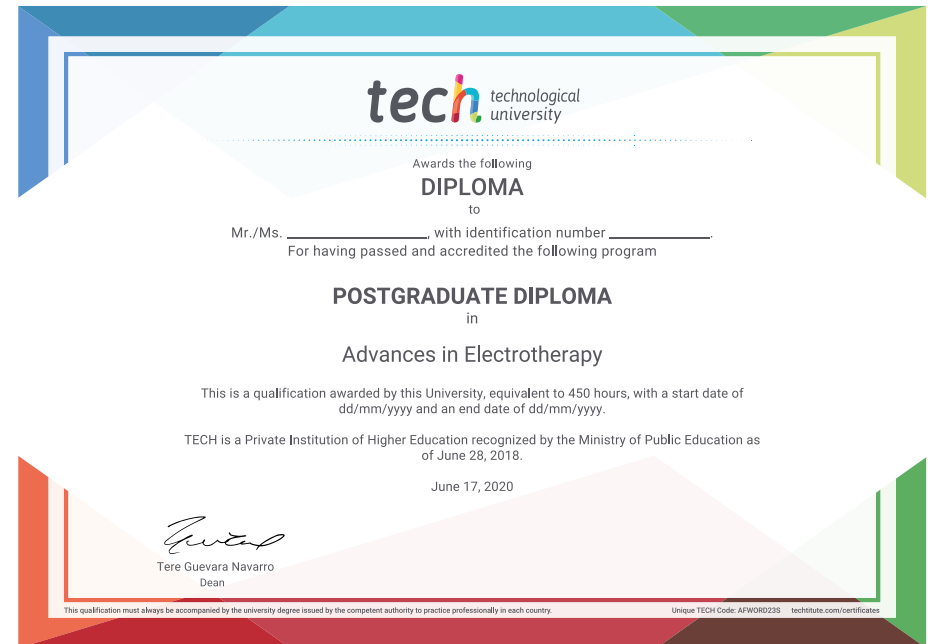 tech technological
university
Awards the following
DIPLOMA
to
Mr./Ms. ____________________, with identification number ______________.
For having passed and accredited the following program
POSTGRADUATE DIPLOMA
in
Advances in Electrotherapy
This is a qualification awarded by this University, equivalent to 450 hours, with a start date of
dd/mm/yyyy and an end date of dd/mm/yyyy.
TECH is a Private Institution of Higher Education recognized by the Ministry of Public Education as
of June 28, 2018.
June 17, 2020
Tere Guevara Navarro
Dean
This qualification must always be accompanied by the university degree issued by the competent authority to practice professionally in each country.
Unique TECH Code: AFWORD23S techtitute.com/certificates